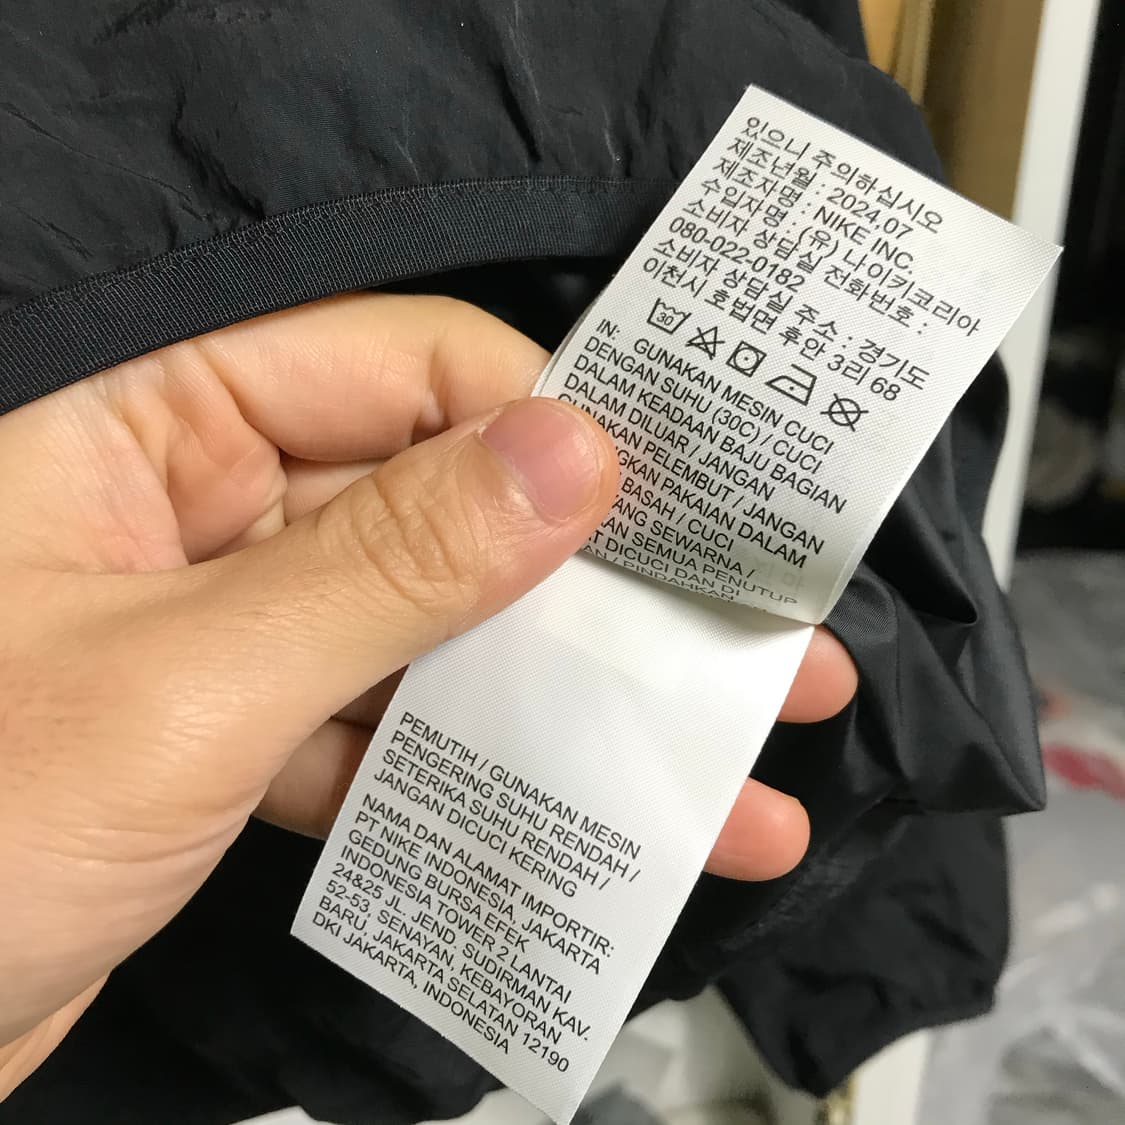 있으니 주의하십시오
제조년월 : 2024.07
제조자명 : NIKE INC.
수입자명 : (유) 나이키코리아
소비자 상담실 전화번호 :
080-022-0182
소비자 상담실 주소 : 경기도
이천시 호법면 후안 3리 68
30
IN: GUNAKAN MESIN CUCI
DENGAN SUHU (30C) / CUCI
DALAM KEADAAN BAJU BAGIAN
DALAM DILUAR / JANGAN
GUNAKAN PELEMBUT / JANGAN
PAKAIAN DALAM
BASAH / CUCI
SEWARNA /
SEMUA PENUTUP
DICUCI DAN DI
/ PINDAHKAN
PEMUTIH / GUNAKAN MESIN
PENGERING SUHU RENDAH /
SETERIKA SUHU RENDAH /
JANGAN DICUCI KERING
NAMA DAN ALAMAT IMPORTIR:
PT NIKE INDONESIA, JAKARTA
GEDUNG BURSA EFEK
INDONESIA TOWER 2 LANTAI
24&25 JL. JEND. SUDIRMAN KAV.
52-53, SENAYAN, KEBAYORAN
BARU, JAKARTA SELATAN 12190
DKI JAKARTA, INDONESIA